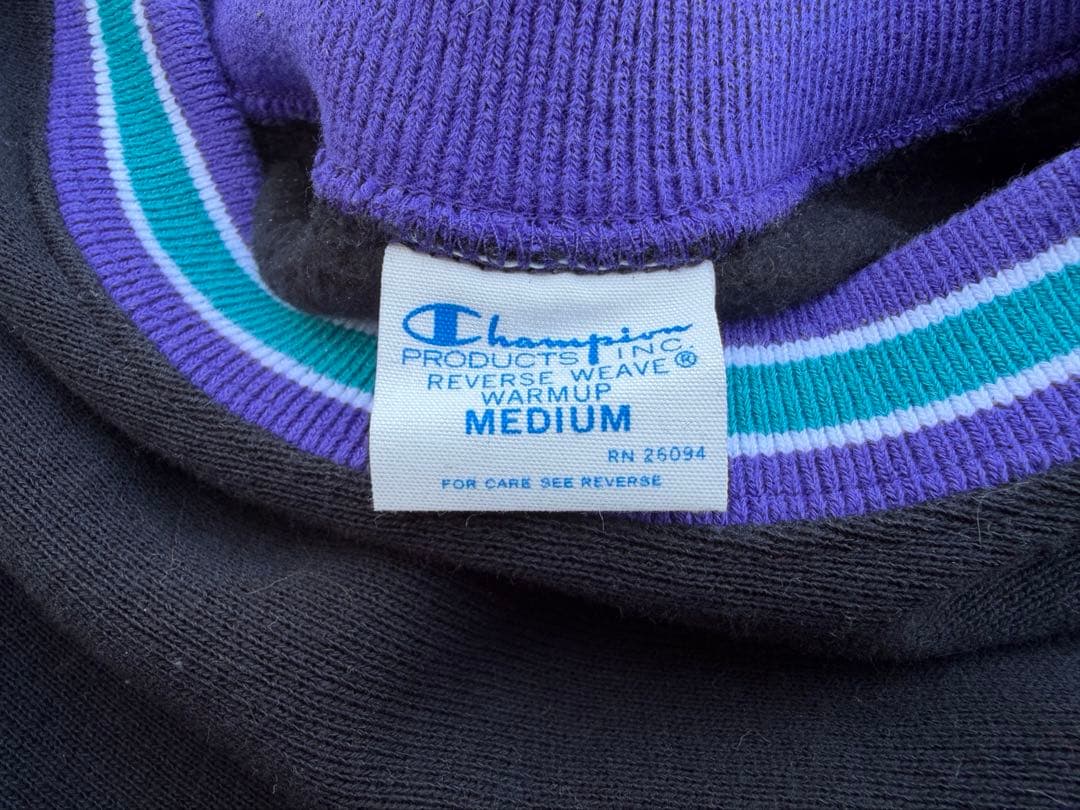 Champion
PRODUCTS INC.
REVERSE WEAVE®
WARMUP
MEDIUM
RN 26094
FOR CARE SEE REVERSE